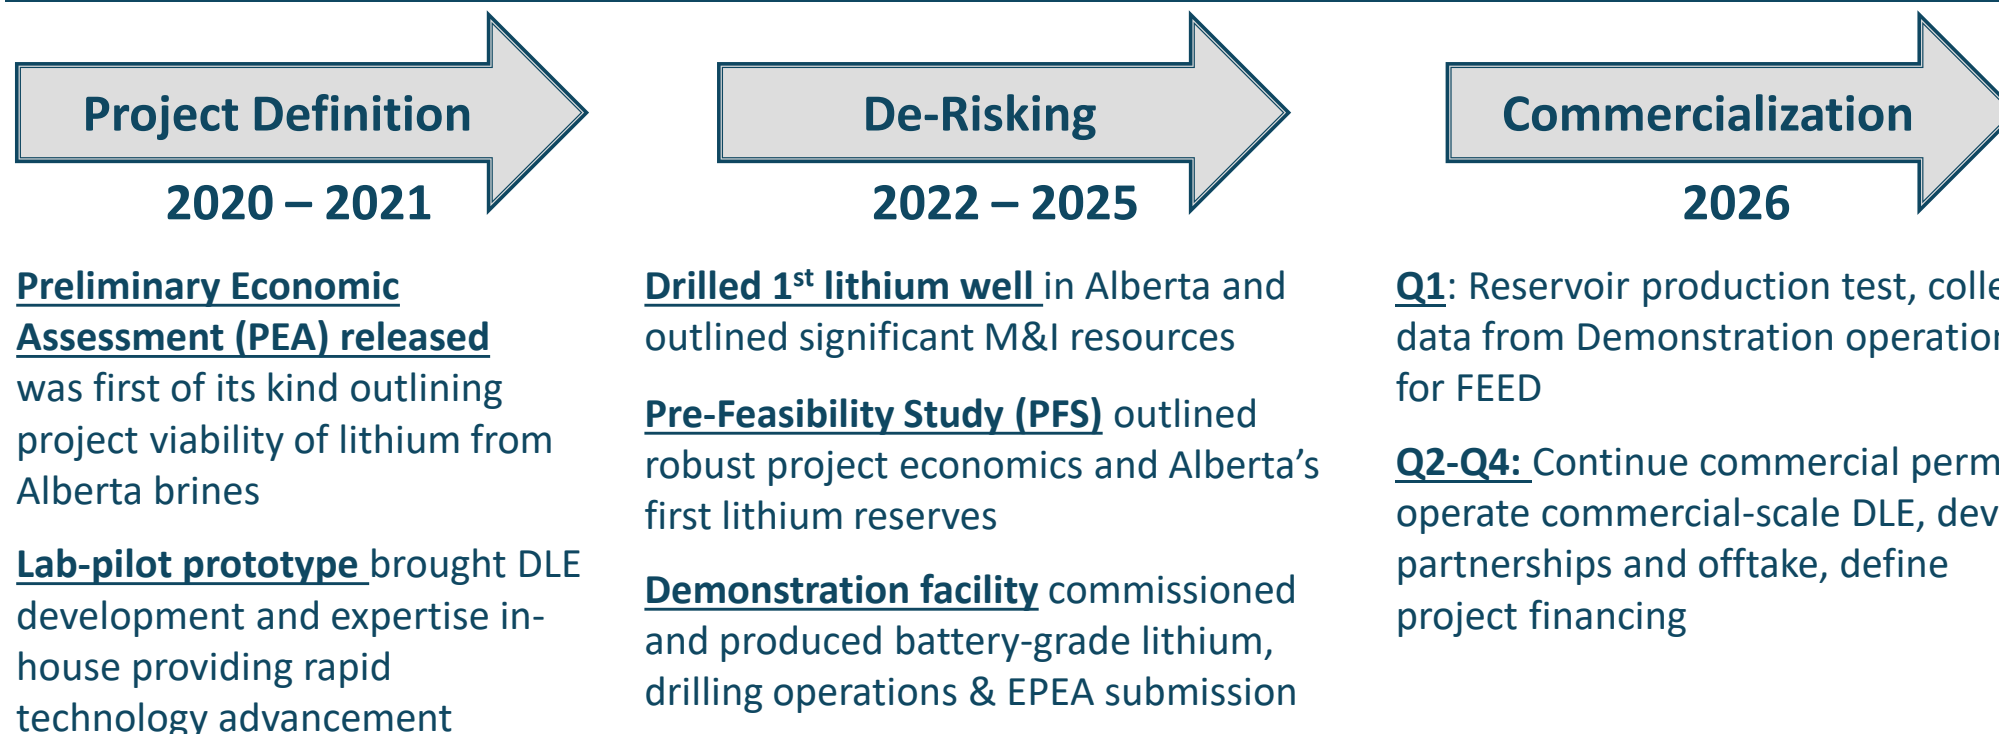 Project Definition
2020 – 2021
Preliminary Economic
Assessment (PEA) released
was first of its kind outlining
project viability of lithium from
Alberta brines
Lab-pilot prototype brought DLE
development and expertise in-
house providing rapid
technology advancement
De-Risking
2022 – 2025
Drilled 1st lithium well in Alberta and
outlined significant M&I resources
Pre-Feasibility Study (PFS) outlined
robust project economics and Alberta’s
first lithium reserves
Demonstration facility commissioned
and produced battery-grade lithium,
drilling operations & EPEA submission
Commercialization
2026
Q1: Reservoir production test, colle
data from Demonstration operation
for FEED
Q2-Q4: Continue commercial perm
operate commercial-scale DLE, dev
partnerships and offtake, define
project financing